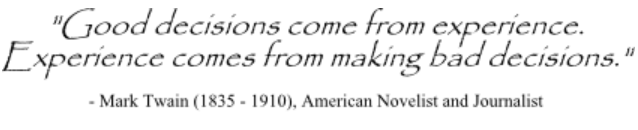 "Good decisions come from experience.
Experience comes from making bad decisions."
- Mark Twain (1835 - 1910), American Novelist and Journalist